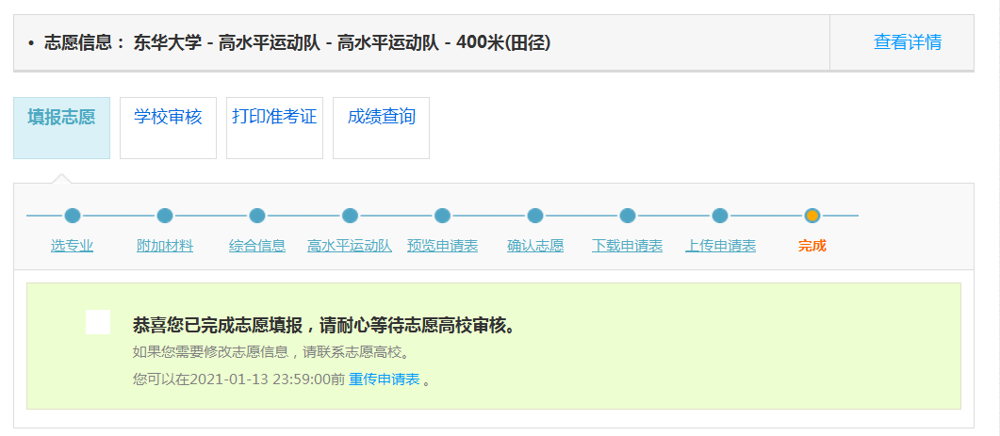 • 志愿信息： 东华大学 - 高水平运动队 - 高水平运动队 - 400米(田径) 查看详情
填报志愿 学校审核 打印准考证 成绩查询
选专业 附加材料 综合信息 高水平运动队 预览申请表 确认志愿 下载申请表 上传申请表 完成
恭喜您已完成志愿填报，请耐心等待志愿高校审核。
如果您需要修改志愿信息，请联系志愿高校。
您可以在2021-01-13 23:59:00前 重传申请表 。